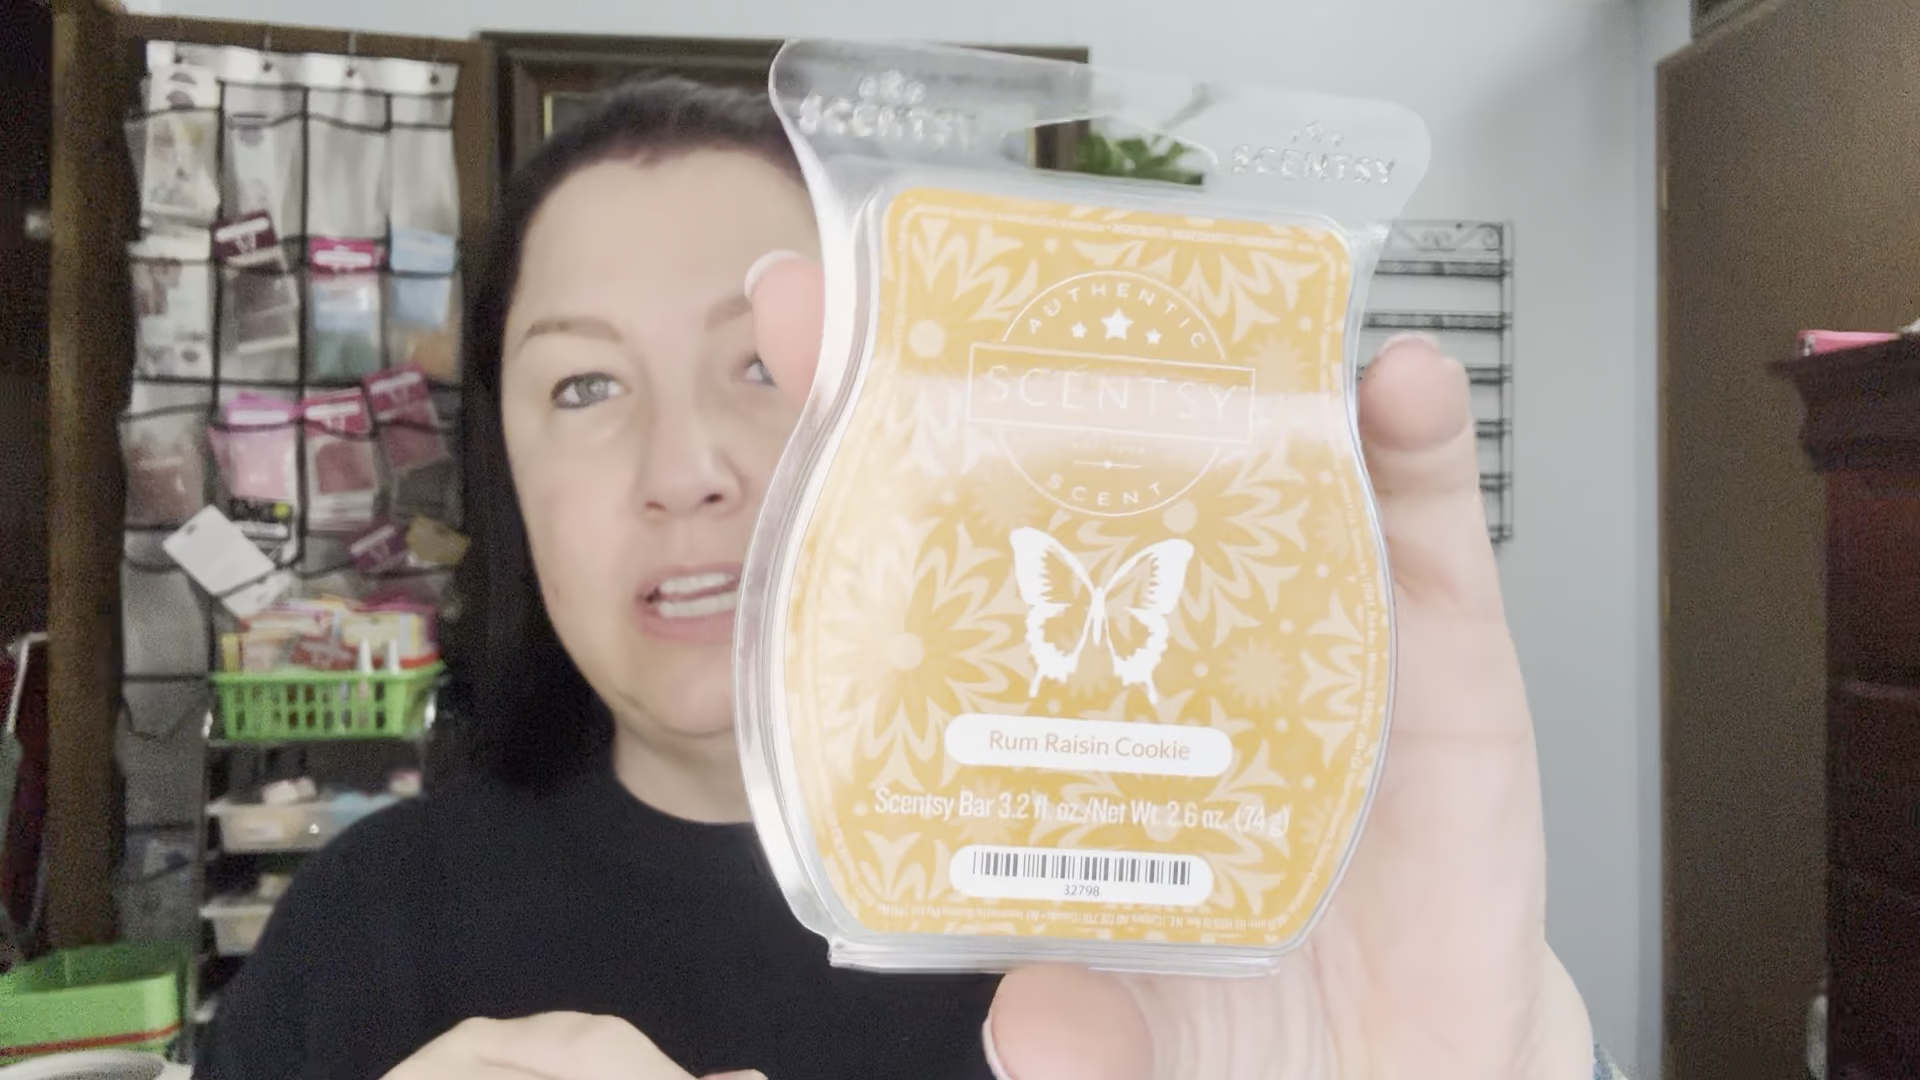 SCENTSY
SCENTSY
AUTHENTIC
SCENTSY
SCENT
Rum Raisin Cookie
Scentsy Bar 3.2 fl. oz./Net Wt. 2.6 oz. (74 g)
32798